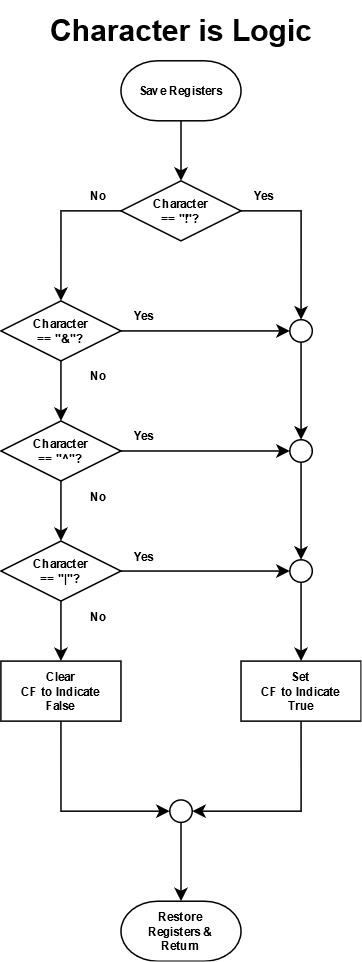 Character is Logic
Save Registers
No
Yes
Character
== "!"?
Character
== "&"?
Yes
No
Character
== "^"?
Yes
No
Character
== "|"?
Yes
No
Clear
CF to Indicate
False
Set
CF to Indicate
True
Restore
Registers &
Return